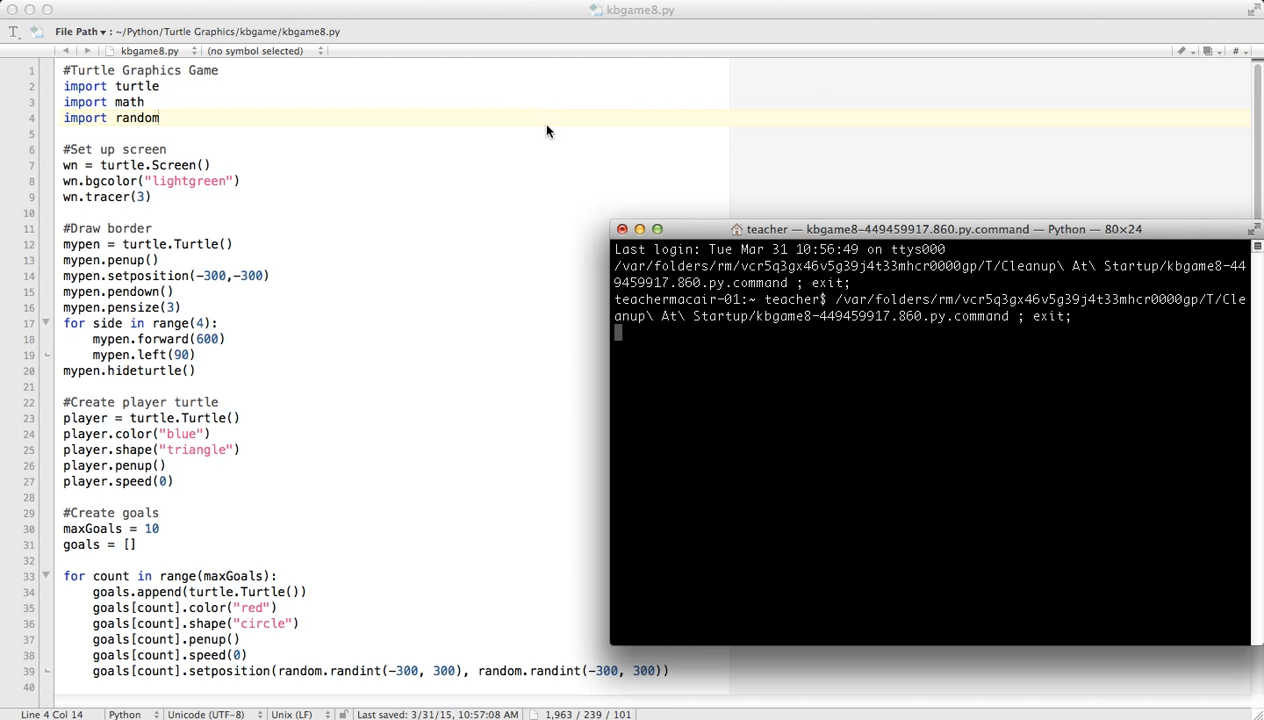 kbgame8.py
File Path ▾ : ~/Python/Turtle Graphics/kbgame/kbgame8.py
kbgame8.py (no symbol selected) #
1 #Turtle Graphics Game
2 import turtle
3 import math
4 import random
5
6 #Set up screen
7 wn = turtle.Screen()
8 wn.bgcolor("lightgreen")
9 wn.tracer(3)
10
11 #Draw border
12 mypen = turtle.Turtle()
13 mypen.penup()
14 mypen.setposition(-300,-300)
15 mypen.pendown()
16 mypen.pensize(3)
17 for side in range(4):
18 mypen.forward(600)
19 mypen.left(90)
20 mypen.hideturtle()
21
22 #Create player turtle
23 player = turtle.Turtle()
24 player.color("blue")
25 player.shape("triangle")
26 player.penup()
27 player.speed(0)
28
29 #Create goals
30 maxGoals = 10
31 goals = []
32
33 for count in range(maxGoals):
34 goals.append(turtle.Turtle())
35 goals[count].color("red")
36 goals[count].shape("circle")
37 goals[count].penup()
38 goals[count].speed(0)
39 goals[count].setposition(random.randint(-300, 300), random.randint(-300, 300))
40
teacher — kbgame8-449459917.860.py.command — Python — 80×24
Last login: Tue Mar 31 10:56:49 on ttys000
/var/folders/rm/vcr5q3gx46v5g39j4t33mhcr0000gp/T/Cleanup\ At\ Startup/kbgame8-44
9459917.860.py.command ; exit;
teachermacair-01:~ teacher$ /var/folders/rm/vcr5q3gx46v5g39j4t33mhcr0000gp/T/Cle
anup\ At\ Startup/kbgame8-449459917.860.py.command ; exit;
Line 4 Col 14 Python Unicode (UTF-8) Unix (LF) Last saved: 3/31/15, 10:57:08 AM 1,963 / 239 / 101